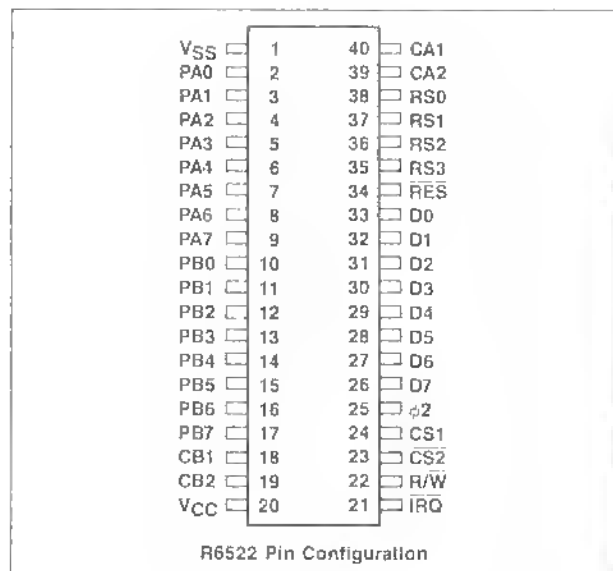 VSS 1 40 CA1
PA0 2 39 CA2
PA1 3 38 RS0
PA2 4 37 RS1
PA3 5 36 RS2
PA4 6 35 RS3
PA5 7 34 R̅E̅S̅
PA6 8 33 D0
PA7 9 32 D1
PB0 10 31 D2
PB1 11 30 D3
PB2 12 29 D4
PB3 13 28 D5
PB4 14 27 D6
PB5 15 26 D7
PB6 16 25 ϕ2
PB7 17 24 CS1
CB1 18 23 C̅S̅2̅
CB2 19 22 R/W̅
VCC 20 21 I̅R̅Q̅
R6522 Pin Configuration